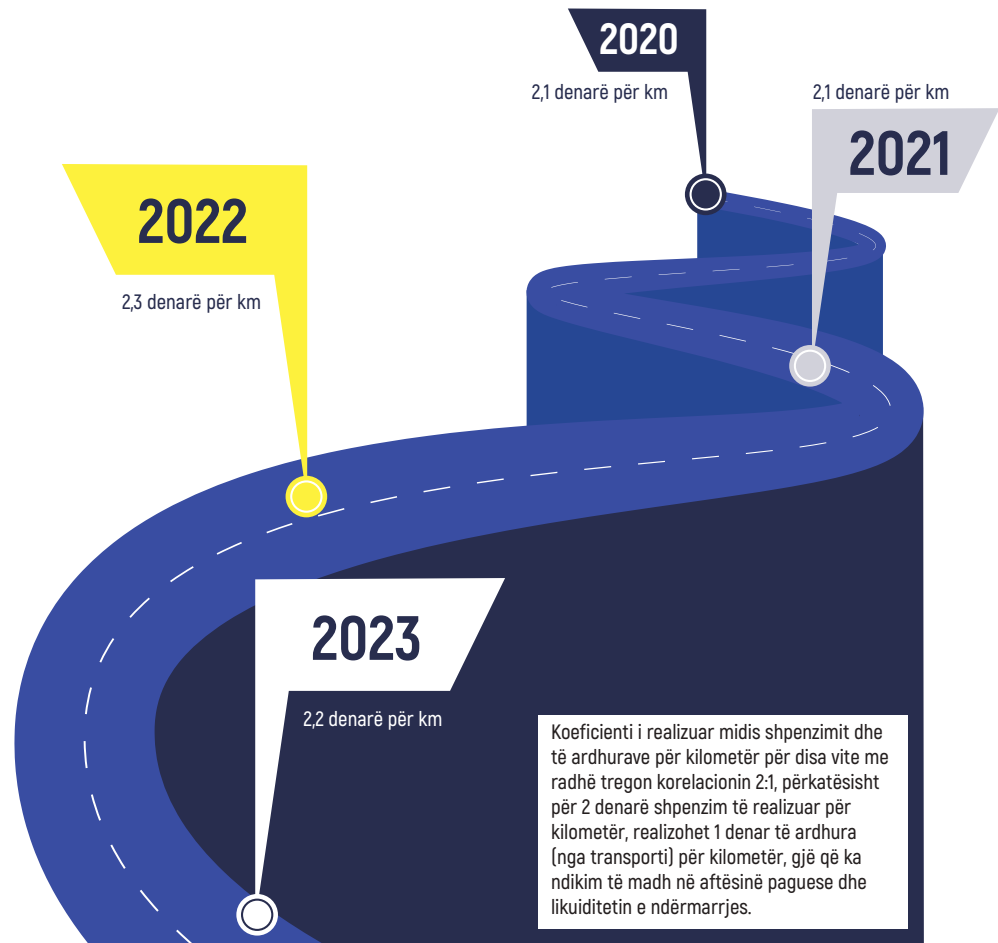 2020
2,1 denarë për km
2,1 denarë për km
2021
2022
2,3 denarë për km
2023
2,2 denarë për km
Koeficienti i realizuar midis shpenzimit dhe
të ardhurave për kilometër për disa vite me
radhë tregon korelacionin 2:1, përkatësisht
për 2 denarë shpenzim të realizuar për
kilometër, realizohet 1 denar të ardhura
(nga transporti) për kilometër, gjë që ka
ndikim të madh në aftësinë paguese dhe
likuiditetin e ndërmarrjes.